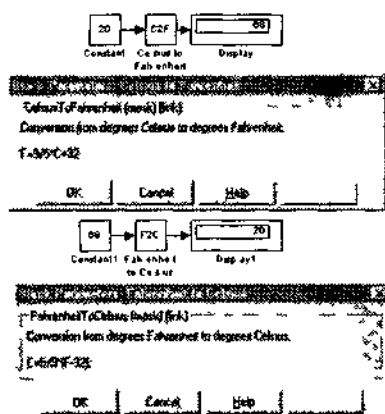 20
C2F
68
Constant
Celsius to
Fahrenheit
Display
CelsiusToFahrenheit (mask) (link)
Conversion from degrees Celsius to degrees Fahrenheit.
F=9/5*C+32
OK Cancel Help
68
F2C
20
Constant1
Fahrenheit
to Celsius
Display1
FahrenheitToCelsius (mask) (link)
Conversion from degrees Fahrenheit to degrees Celsius.
C=5/9*(F-32)
OK Cancel Help